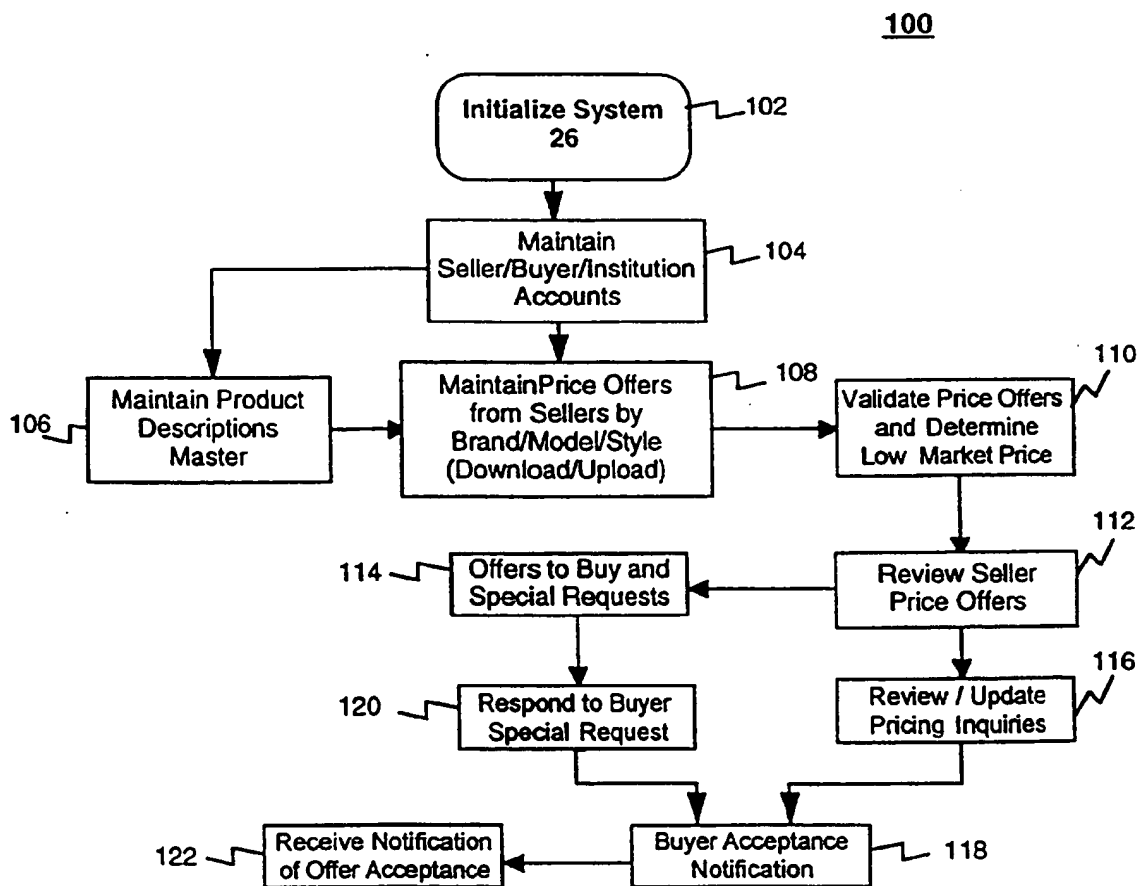 100
Initialize System
26
102
Maintain
Seller/Buyer/Institution
Accounts
104
Maintain Product
Descriptions
Master
106
MaintainPrice Offers
from Sellers by
Brand/Model/Style
(Download/Upload)
108
Validate Price Offers
and Determine
Low Market Price
110
Review Seller
Price Offers
112
Offers to Buy and
Special Requests
114
Review / Update
Pricing Inquiries
116
Respond to Buyer
Special Request
120
Buyer Acceptance
Notification
118
Receive Notification
of Offer Acceptance
122